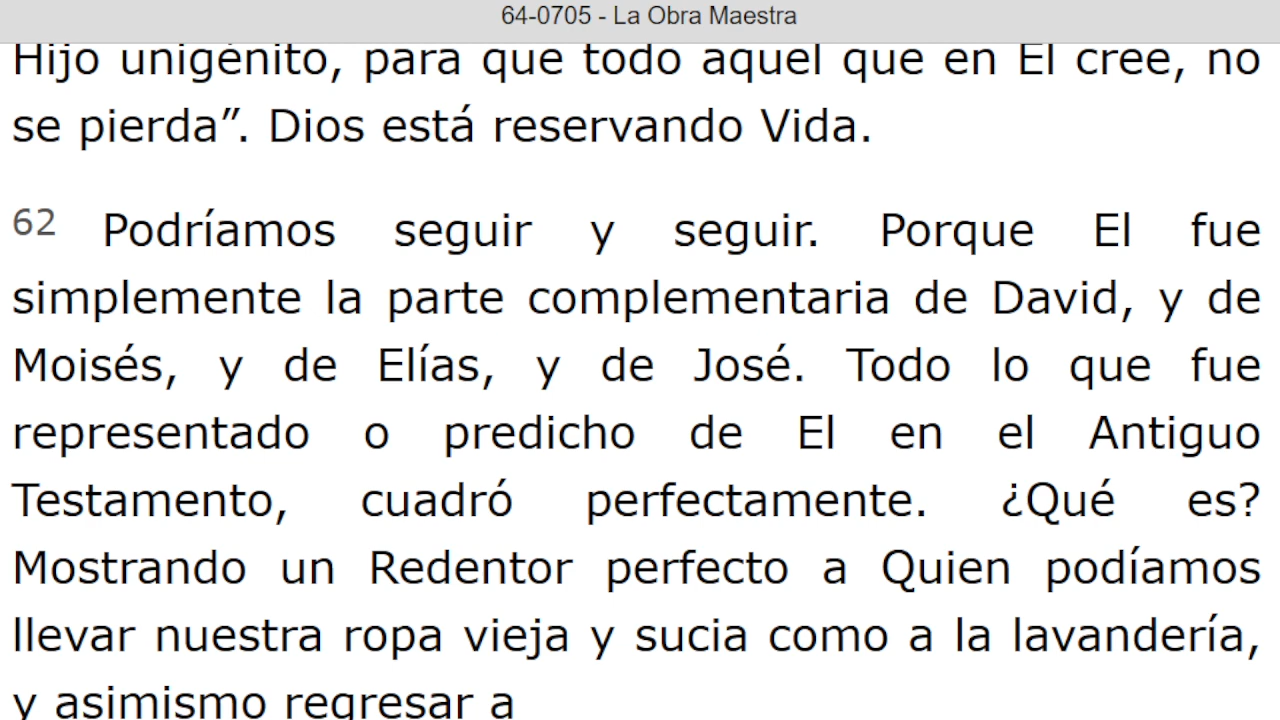 64-0705 - La Obra Maestra
Hijo unigénito, para que todo aquel que en El cree, no
se pierda”. Dios está reservando Vida.
62 Podríamos seguir y seguir. Porque El fue
simplemente la parte complementaria de David, y de
Moisés, y de Elías, y de José. Todo lo que fue
representado o predicho de El en el Antiguo
Testamento, cuadró perfectamente. ¿Qué es?
Mostrando un Redentor perfecto a Quien podíamos
llevar nuestra ropa vieja y sucia como a la lavandería,
y asimismo regresar a